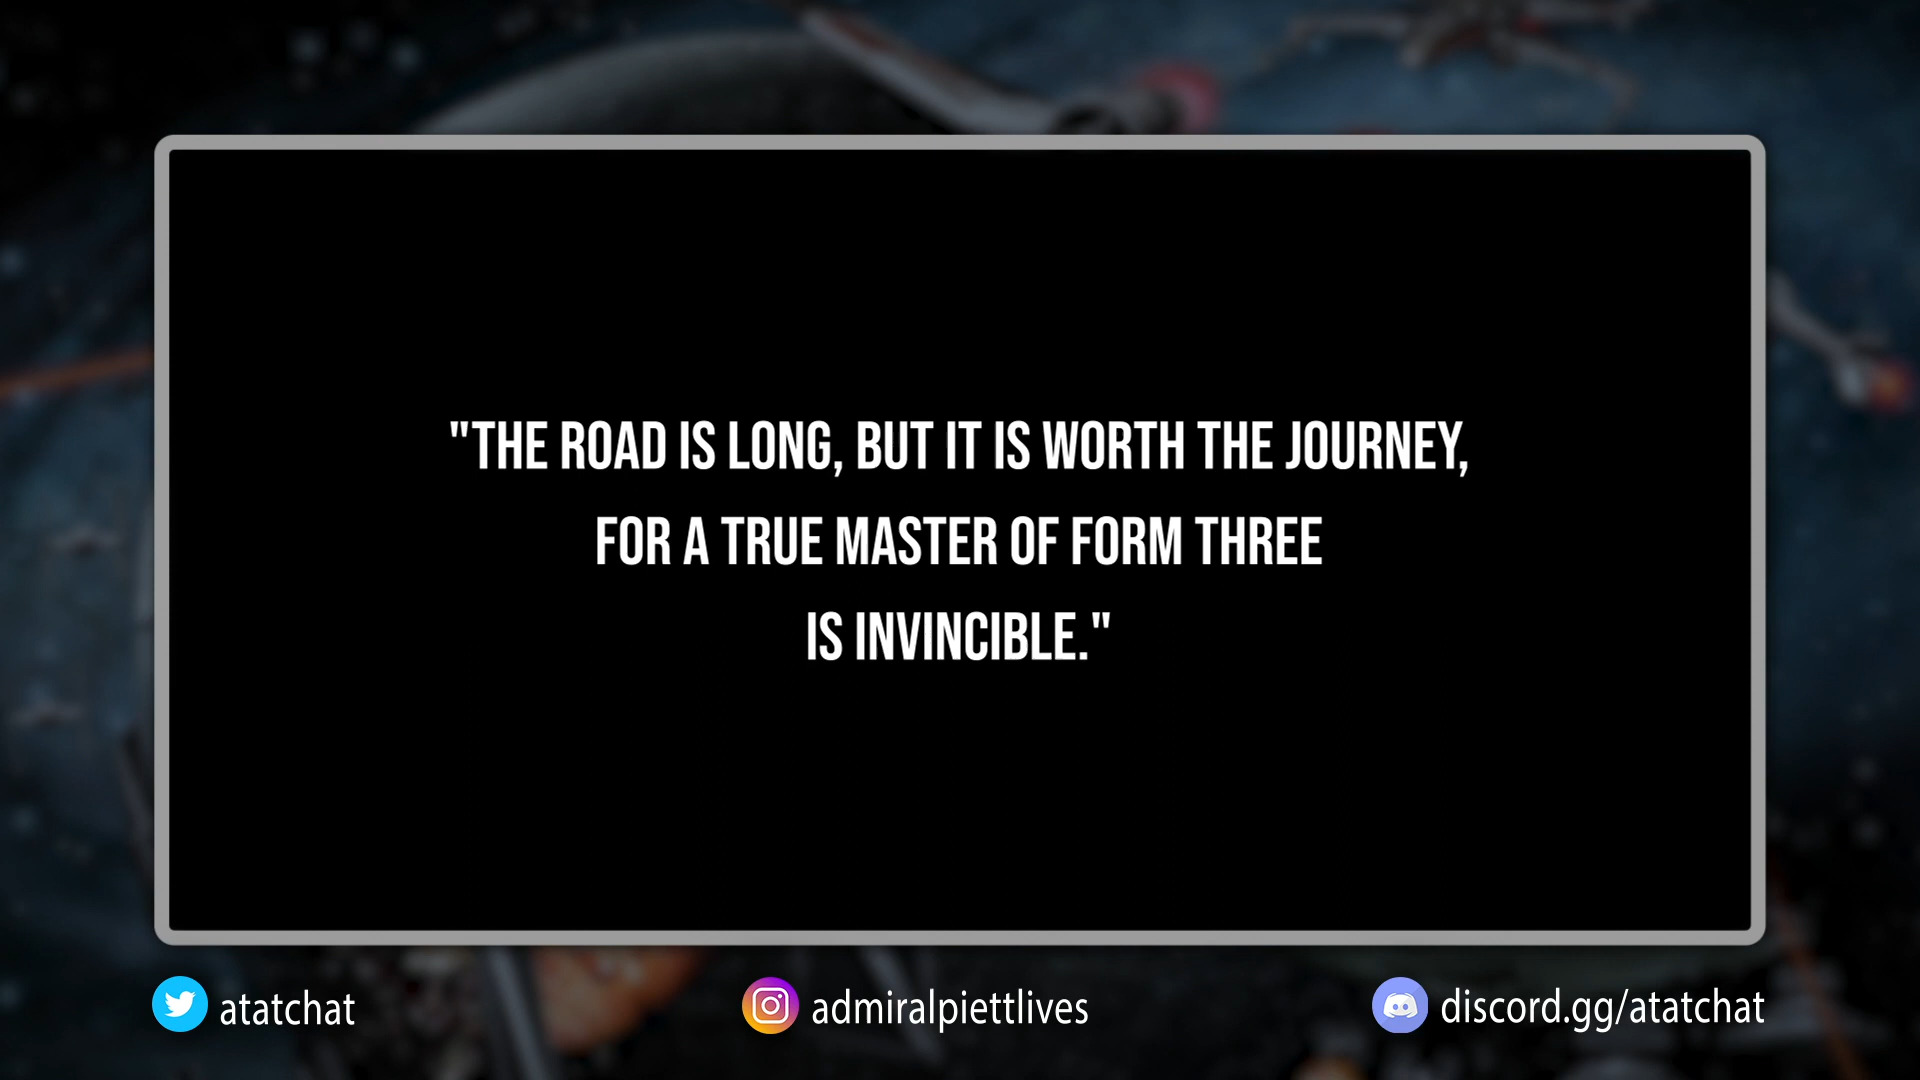 "THE ROAD IS LONG, BUT IT IS WORTH THE JOURNEY,
FOR A TRUE MASTER OF FORM THREE
IS INVINCIBLE."
atatchat
admiralpiettlives
discord.gg/atatchat